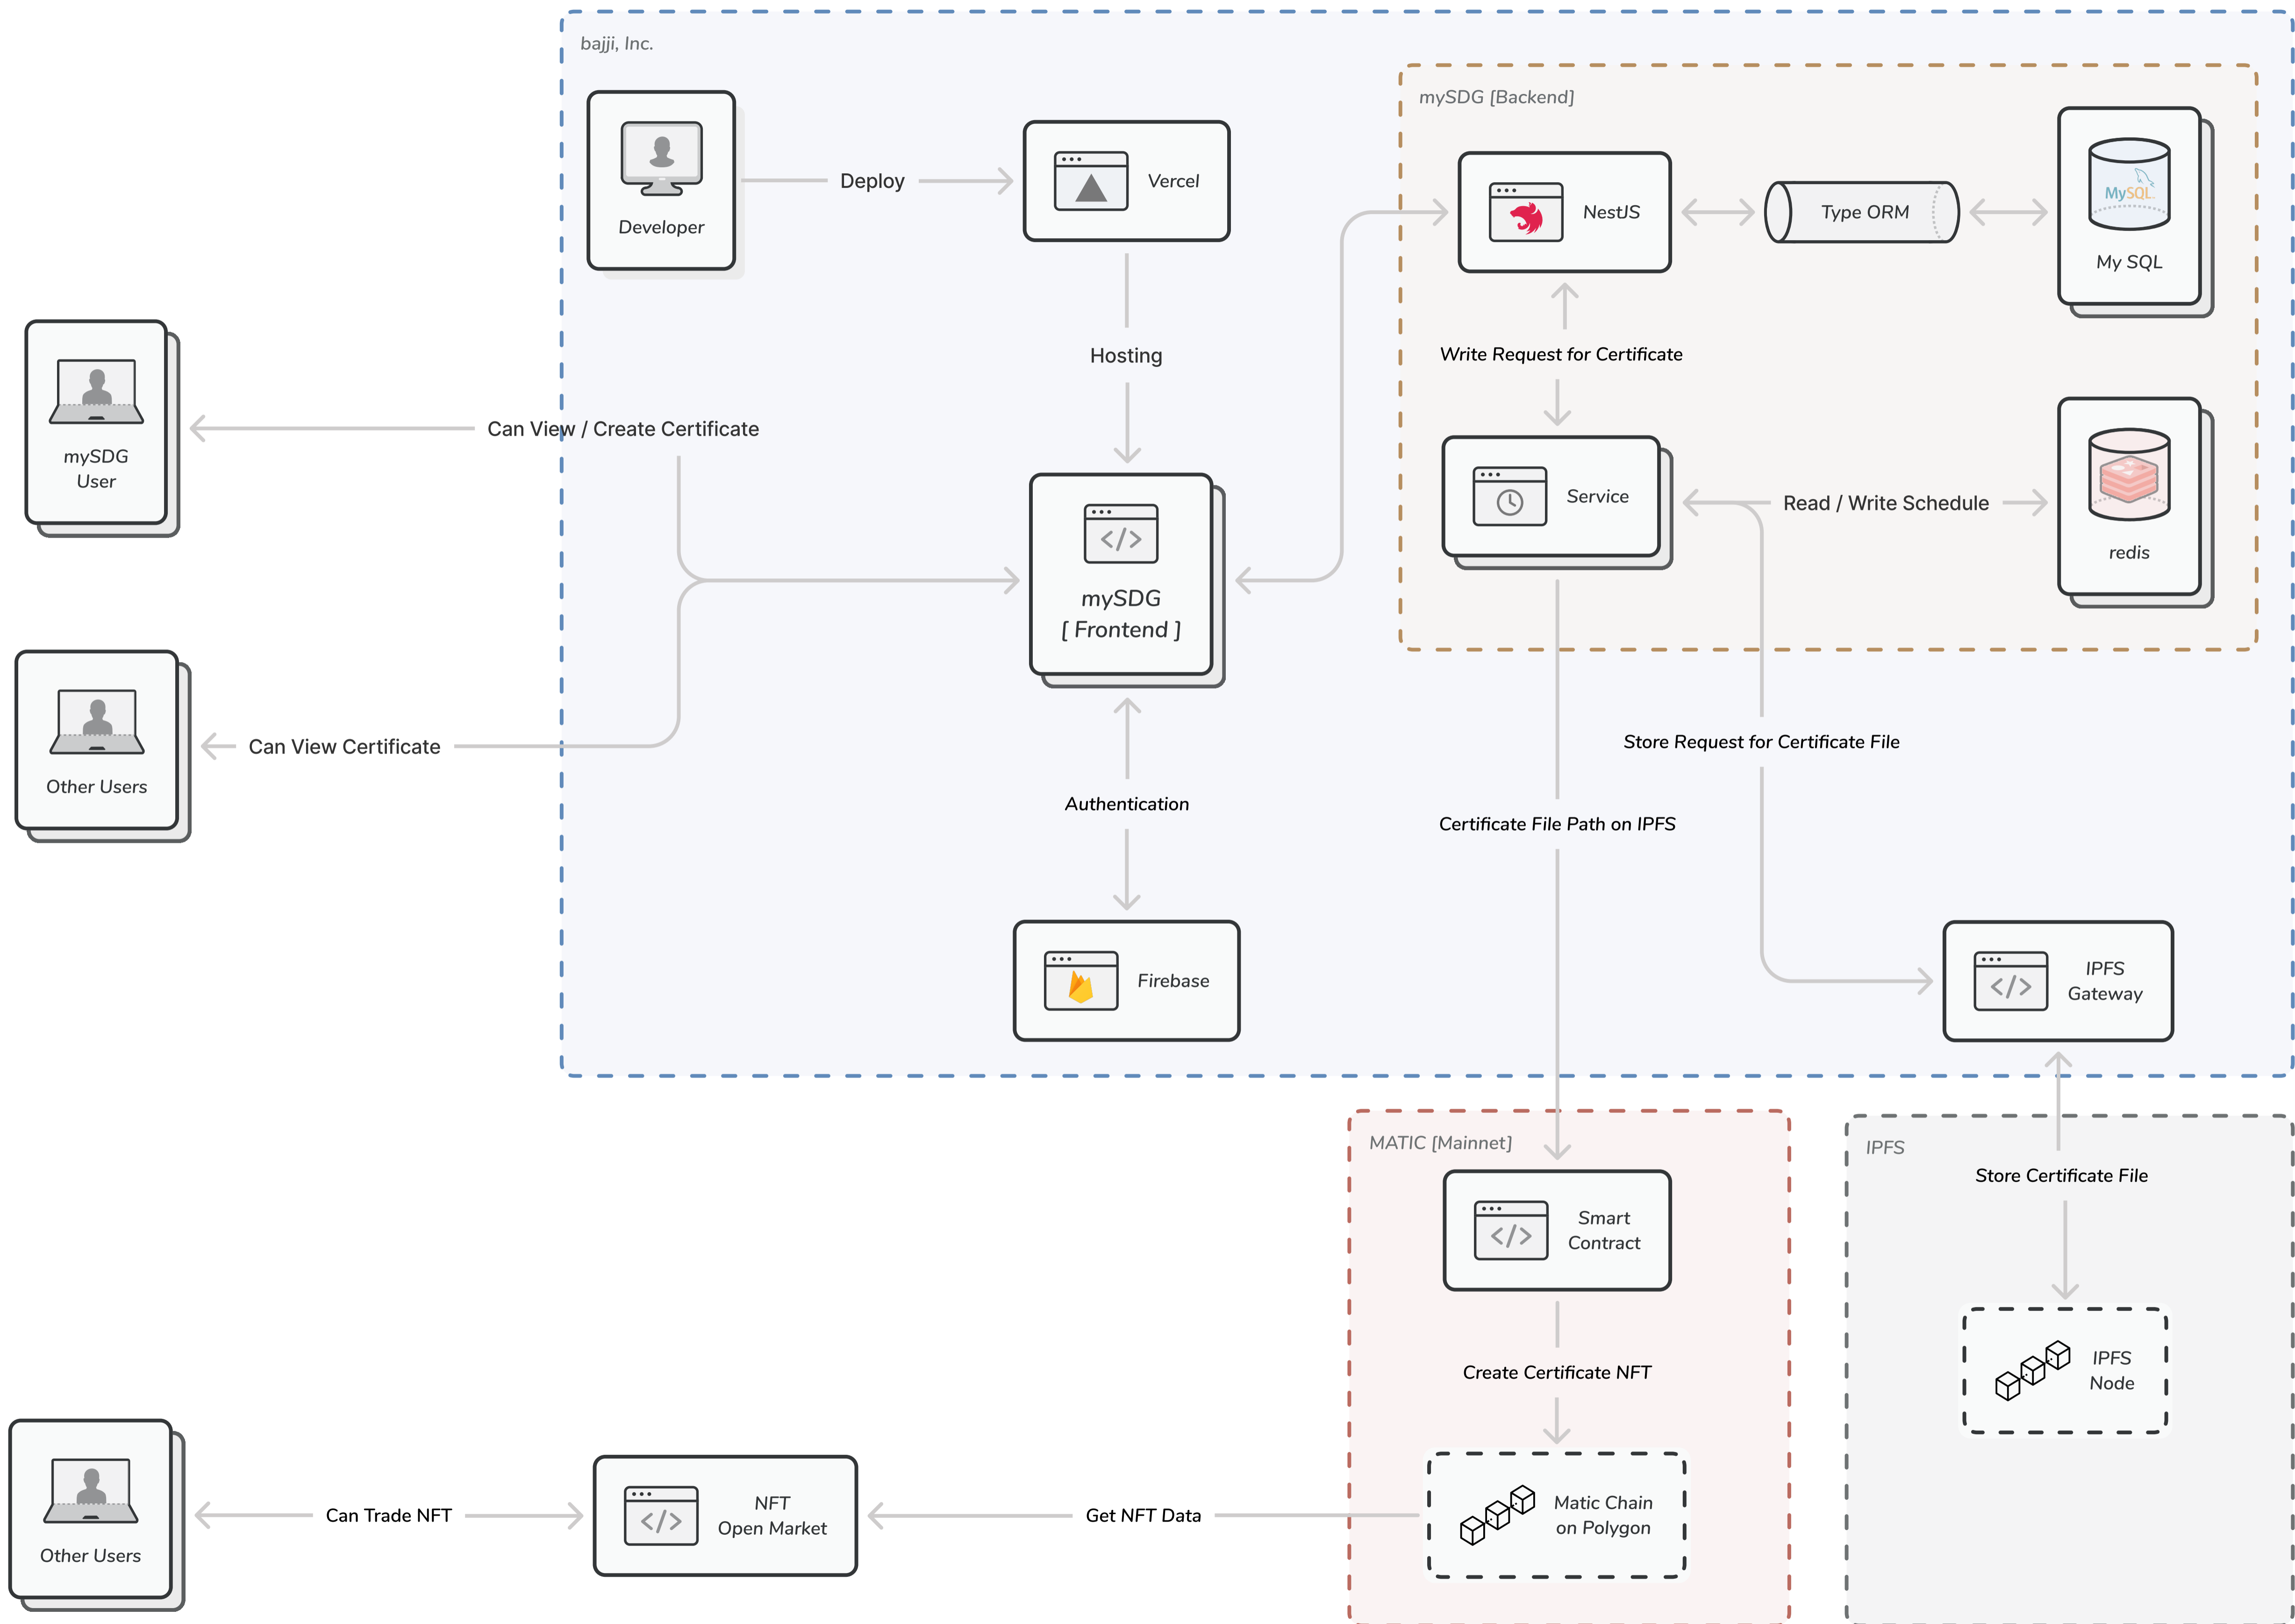 bajji, Inc.
mySDG [Backend]
Developer
Deploy
Vercel
NestJS
Type ORM
MySQL
My SQL
Hosting
Write Request for Certificate
mySDG
User
Can View / Create Certificate
Service
Read / Write Schedule
redis
mySDG
[ Frontend ]
Other Users
Can View Certificate
Store Request for Certificate File
Authentication
Certificate File Path on IPFS
Firebase
IPFS
Gateway
MATIC [Mainnet]
IPFS
Store Certificate File
Smart
Contract
Create Certificate NFT
IPFS
Node
Other Users
Can Trade NFT
NFT
Open Market
Get NFT Data
Matic Chain
on Polygon